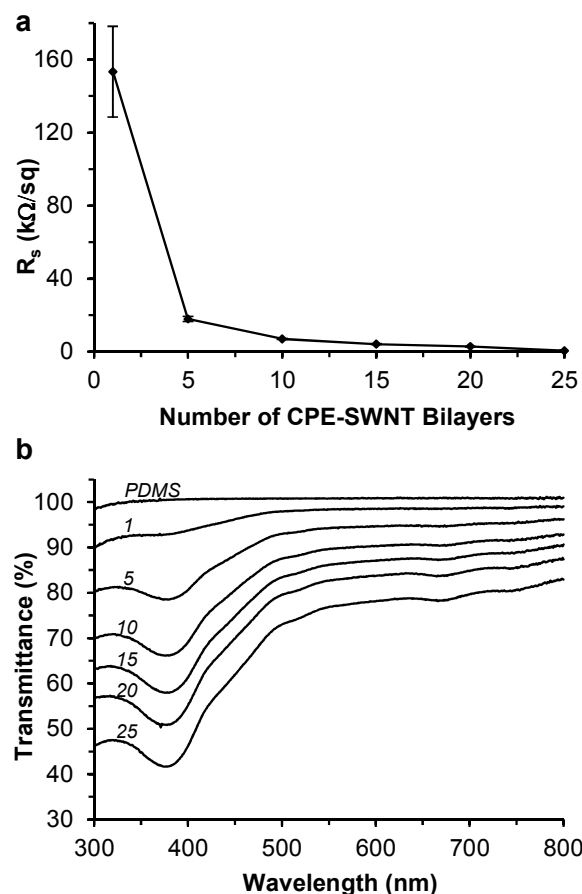 a
160
120
80
40
0
R_s (kΩ/sq)
0 5 10 15 20 25
Number of CPE-SWNT Bilayers
b
100
90
80
70
60
50
40
30
Transmittance (%)
PDMS
1
5
10
15
20
25
300 400 500 600 700 800
Wavelength (nm)